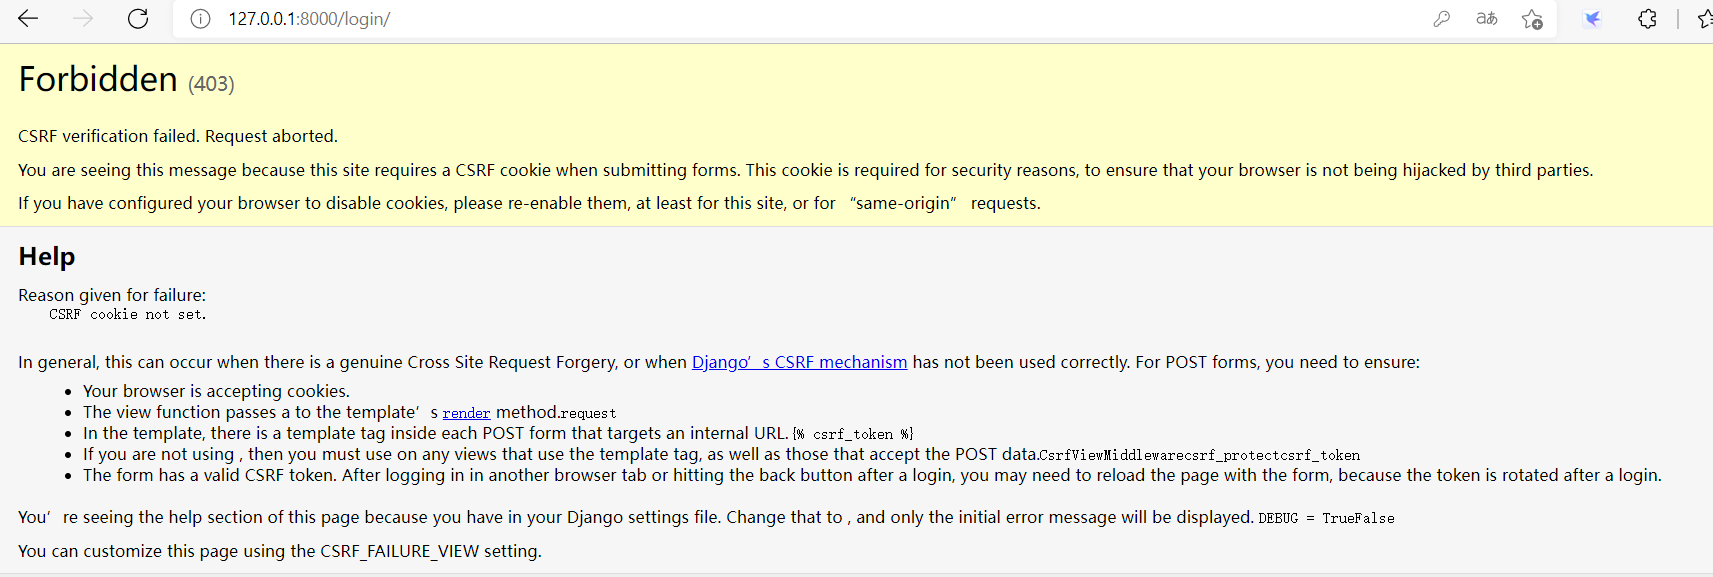 127.0.0.1:8000/login/
aあ
Forbidden (403)
CSRF verification failed. Request aborted.
You are seeing this message because this site requires a CSRF cookie when submitting forms. This cookie is required for security reasons, to ensure that your browser is not being hijacked by third parties.
If you have configured your browser to disable cookies, please re-enable them, at least for this site, or for “same-origin” requests.
Help
Reason given for failure:
CSRF cookie not set.
In general, this can occur when there is a genuine Cross Site Request Forgery, or when Django’s CSRF mechanism has not been used correctly. For POST forms, you need to ensure:
• Your browser is accepting cookies.
• The view function passes a to the template’s render method.request
• In the template, there is a template tag inside each POST form that targets an internal URL. {% csrf_token %}
• If you are not using , then you must use on any views that use the template tag, as well as those that accept the POST data.CsrfViewMiddlewarecsrf_protectcsrf_token
• The form has a valid CSRF token. After logging in in another browser tab or hitting the back button after a login, you may need to reload the page with the form, because the token is rotated after a login.
You’re seeing the help section of this page because you have in your Django settings file. Change that to , and only the initial error message will be displayed. DEBUG = TrueFalse
You can customize this page using the CSRF_FAILURE_VIEW setting.